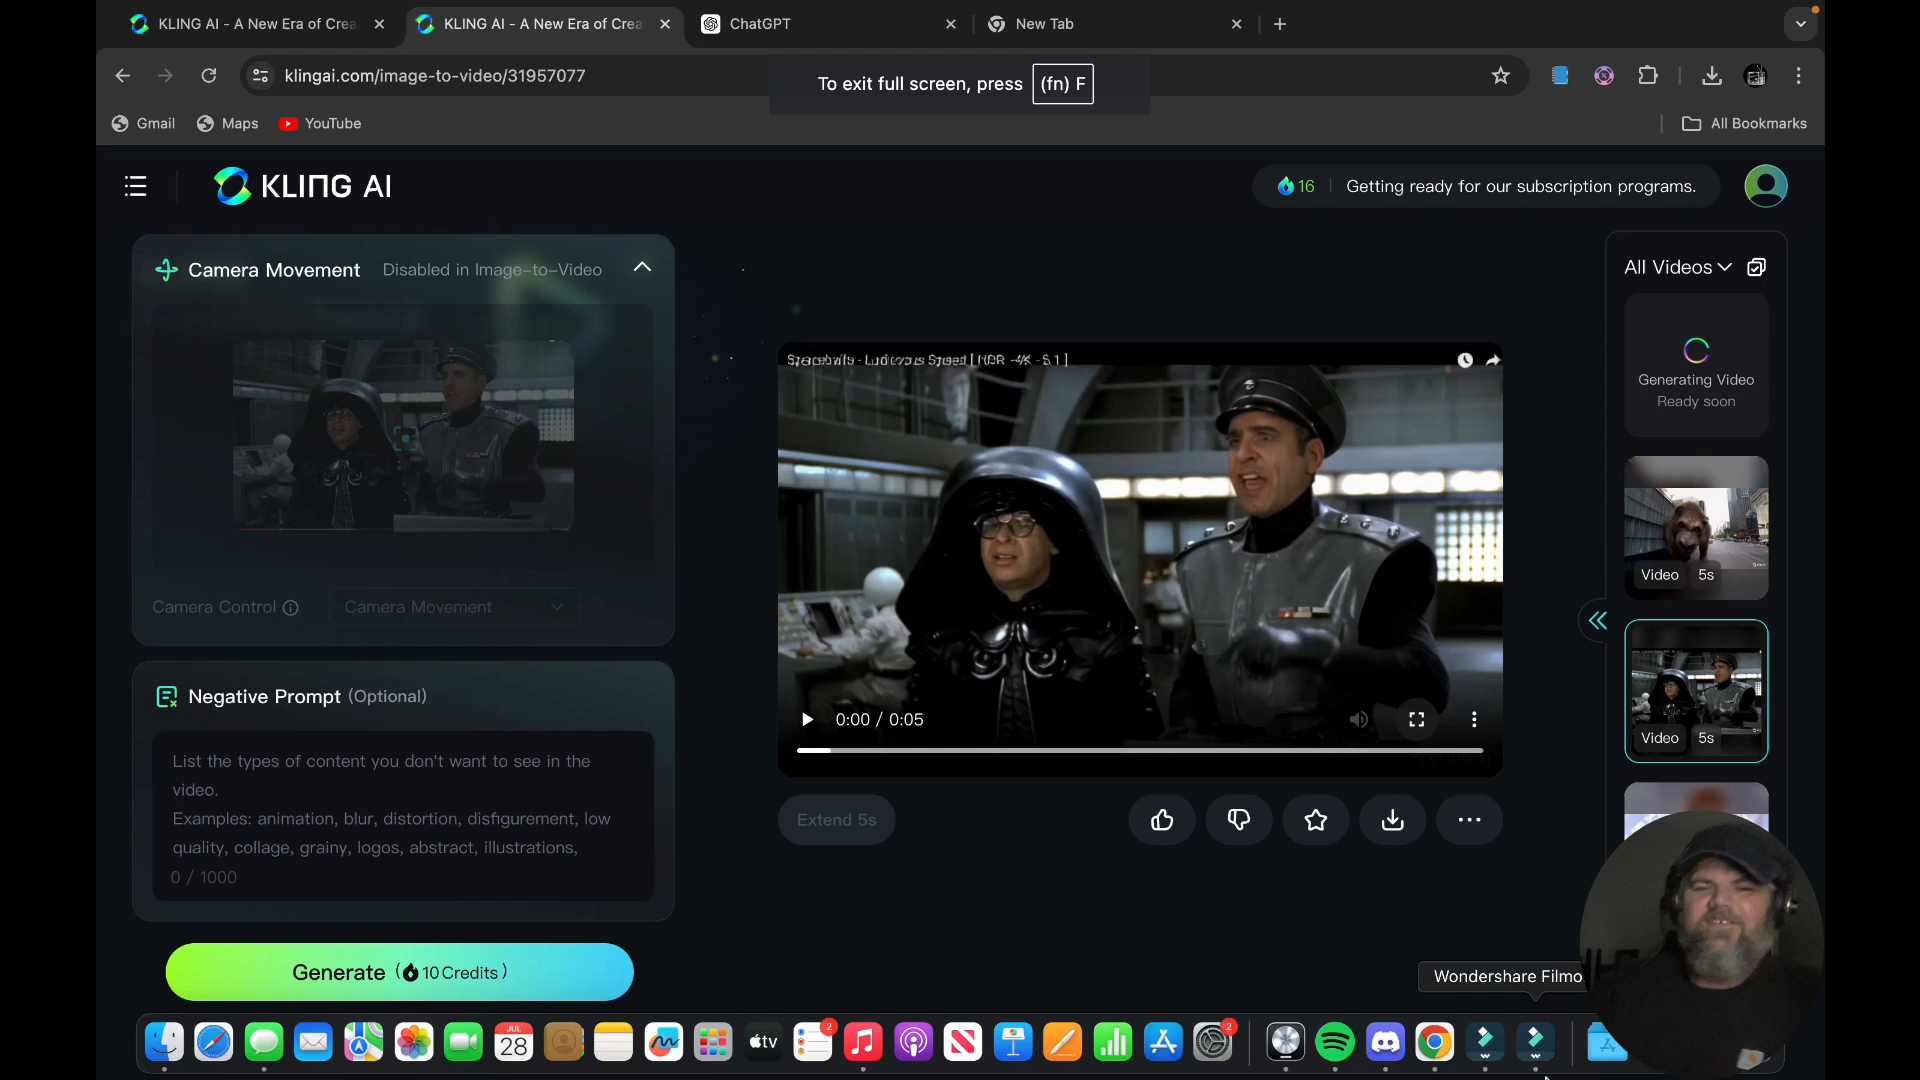 KLING AI - A New Era of Crea
KLING AI - A New Era of Crea
ChatGPT
New Tab
klingai.com/image-to-video/31957077
To exit full screen, press (fn) F
Gmail
Maps
YouTube
All Bookmarks
KLING AI
16
Getting ready for our subscription programs.
Camera Movement
Disabled in Image-to-Video
All Videos
Generating Video
Ready soon
Video 5s
Camera Control
Camera Movement
0:00 / 0:05
Video 5s
Negative Prompt (Optional)
List the types of content you don't want to see in the
video.
Examples: animation, blur, distortion, disfigurement, low
quality, collage, grainy, logos, abstract, illustrations,
0 / 1000
Extend 5s
Generate ( 10 Credits )
Wondershare Filmo
JUL
28
tv
2
2